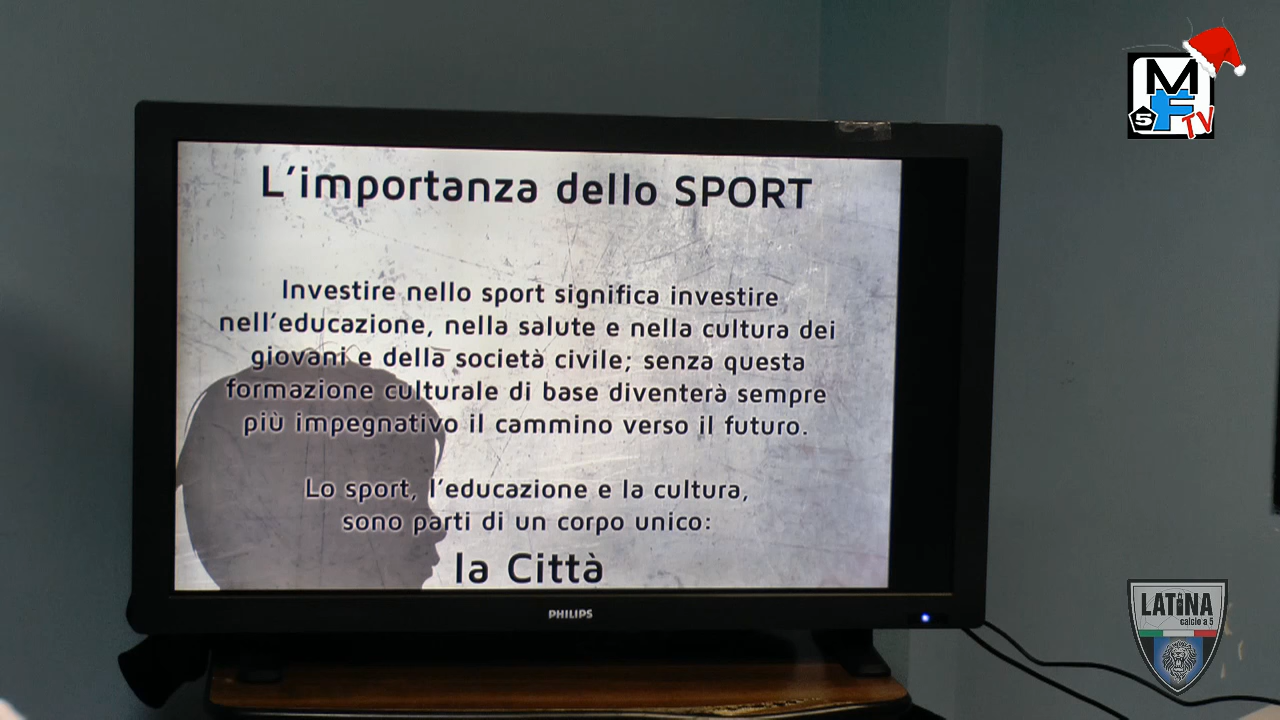 L'importanza dello SPORT
Investire nello sport significa investire
nell'educazione, nella salute e nella cultura dei
giovani e della società civile; senza questa
formazione culturale di base diventerà sempre
più impegnativo il cammino verso il futuro.
Lo sport, l'educazione e la cultura,
sono parti di un corpo unico:
la Città
PHILIPS
M
5 F TV
LATINA
calcio a 5